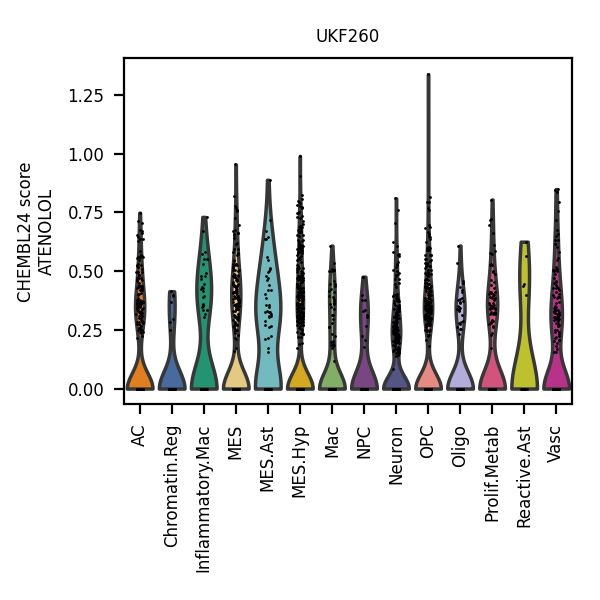 UKF260
CHEMBL24 score
ATENOLOL
1.25
1.00
0.75
0.50
0.25
0.00
AC
Chromatin.Reg
Inflammatory.Mac
MES
MES.Ast
MES.Hyp
Mac
NPC
Neuron
OPC
Oligo
Prolif.Metab
Reactive.Ast
Vasc